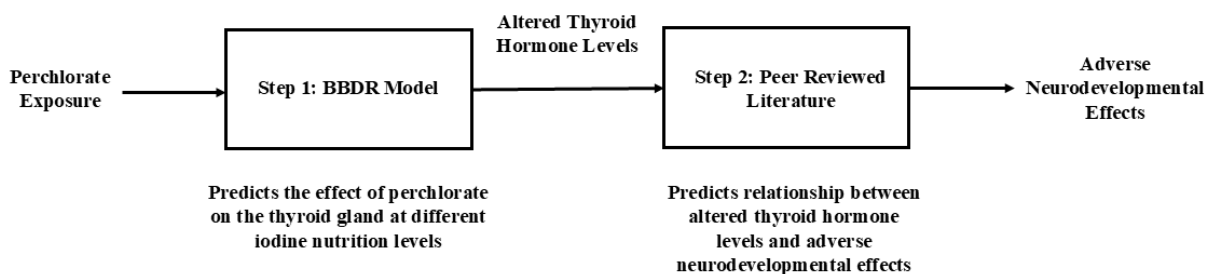 Perchlorate
Exposure
Step 1: BBDR Model
Predicts the effect of perchlorate
on the thyroid gland at different
iodine nutrition levels
Altered Thyroid
Hormone Levels
Step 2: Peer Reviewed
Literature
Predicts relationship between
altered thyroid hormone
levels and adverse
neurodevelopmental effects
Adverse
Neurodevelopmental
Effects